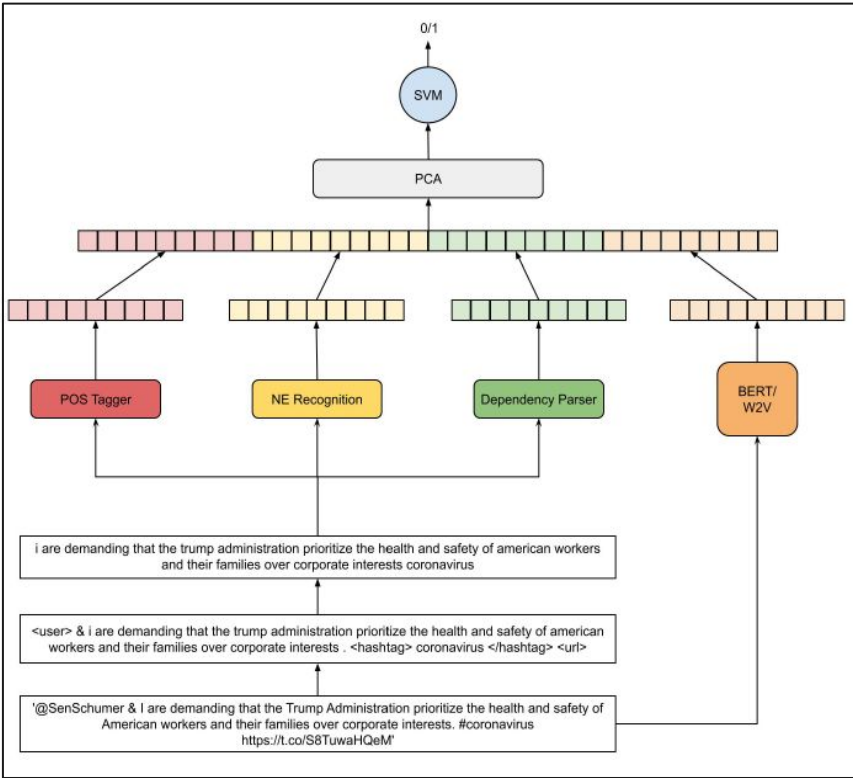 0/1
SVM
PCA
POS Tagger
NE Recognition
Dependency Parser
BERT/
W2V
i are demanding that the trump administration prioritize the health and safety of american workers
and their families over corporate interests coronavirus
<user> & i are demanding that the trump administration prioritize the health and safety of american
workers and their families over corporate interests . <hashtag> coronavirus </hashtag> <url>
'@SenSchumer & I are demanding that the Trump Administration prioritize the health and safety of
American workers and their families over corporate interests. #coronavirus
https://t.co/S8TuwaHQeM'